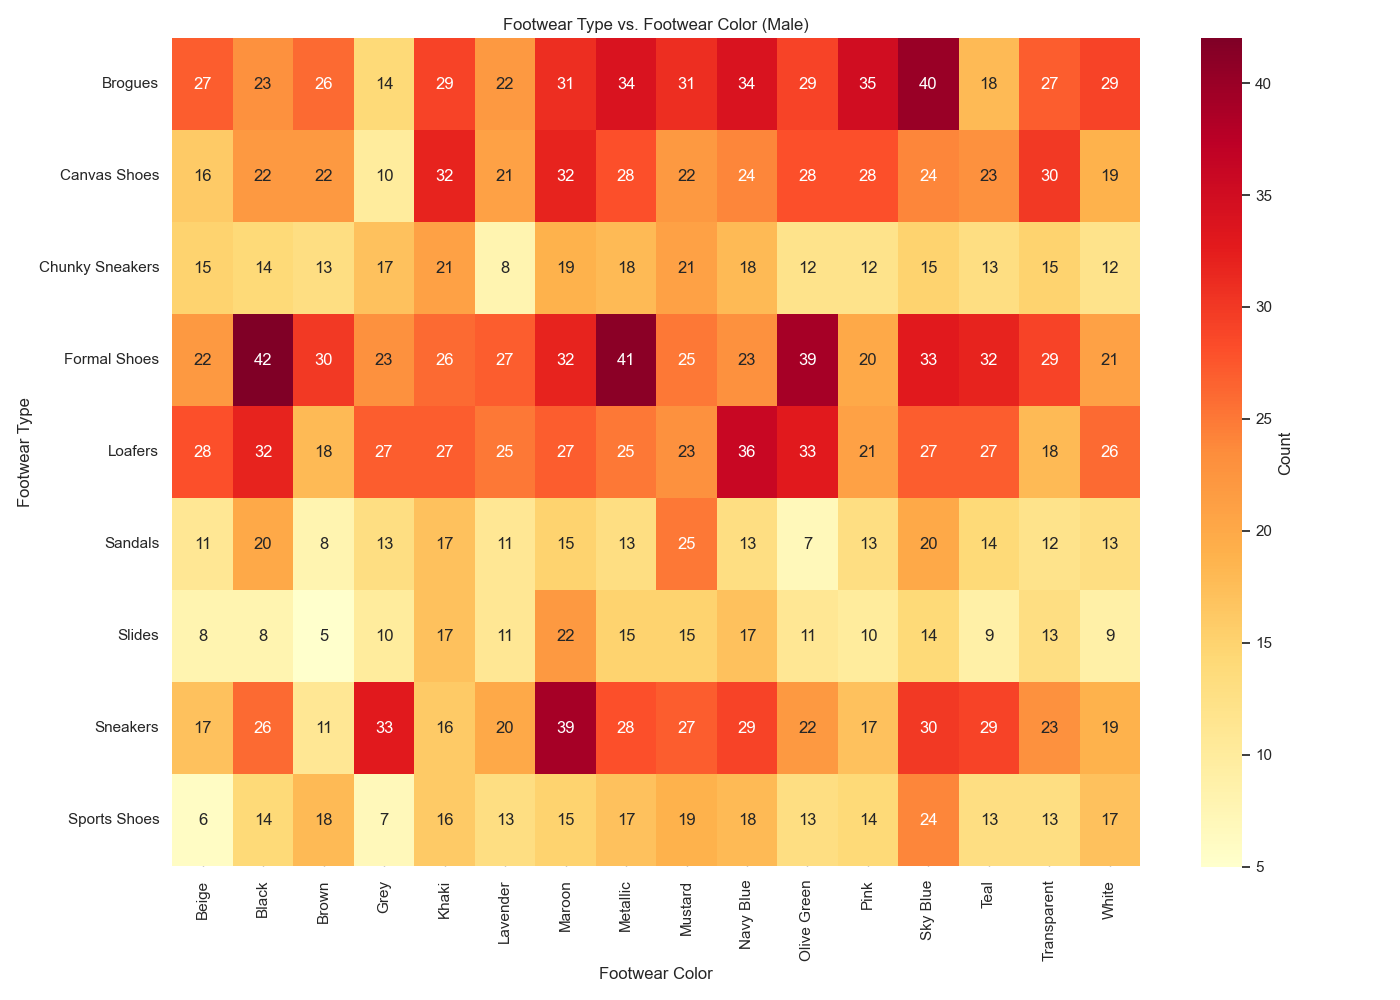 Footwear Type vs. Footwear Color (Male)
Brogues 27 23 26 14 29 22 31 34 31 34 29 35 40 18 27 29
Canvas Shoes 16 22 22 10 32 21 32 28 22 24 28 28 24 23 30 19
Chunky Sneakers 15 14 13 17 21 8 19 18 21 18 12 12 15 13 15 12
Formal Shoes 22 42 30 23 26 27 32 41 25 23 39 20 33 32 29 21
Loafers 28 32 18 27 27 25 27 25 23 36 33 21 27 27 18 26
Sandals 11 20 8 13 17 11 15 13 25 13 7 13 20 14 12 13
Slides 8 8 5 10 17 11 22 15 15 17 11 10 14 9 13 9
Sneakers 17 26 11 33 16 20 39 28 27 29 22 17 30 29 23 19
Sports Shoes 6 14 18 7 16 13 15 17 19 18 13 14 24 13 13 17
Footwear Type
Beige Black Brown Grey Khaki Lavender Maroon Metallic Mustard Navy Blue Olive Green Pink Sky Blue Teal Transparent White
Footwear Color
40
35
30
25
20
15
10
5
Count